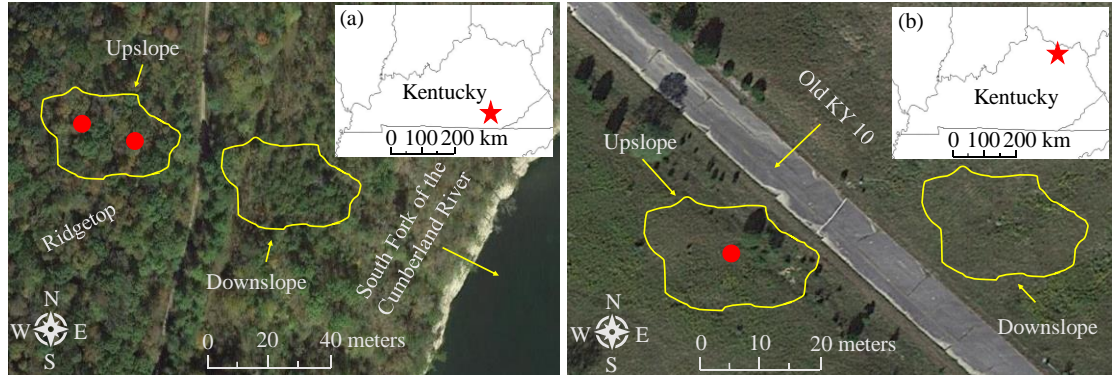 (a)
Upslope
Kentucky
0 100 200 km
Ridgetop
South Fork of the
Cumberland River
Downslope
N
W E
S
0 20 40 meters
(b)
Old KY 10
Kentucky
0 100 200 km
Upslope
Downslope
N
W E
S
0 10 20 meters